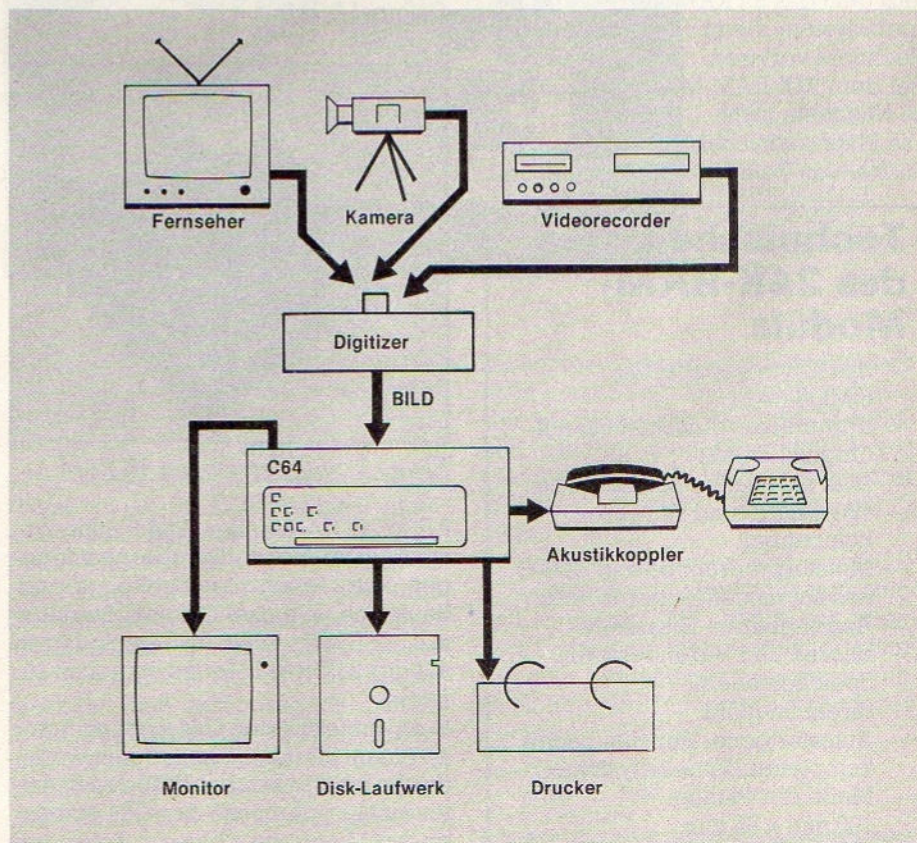 Fernseher
Kamera
Videorecorder
Digitizer
BILD
C64
Akustikkoppler
Monitor
Disk-Laufwerk
Drucker